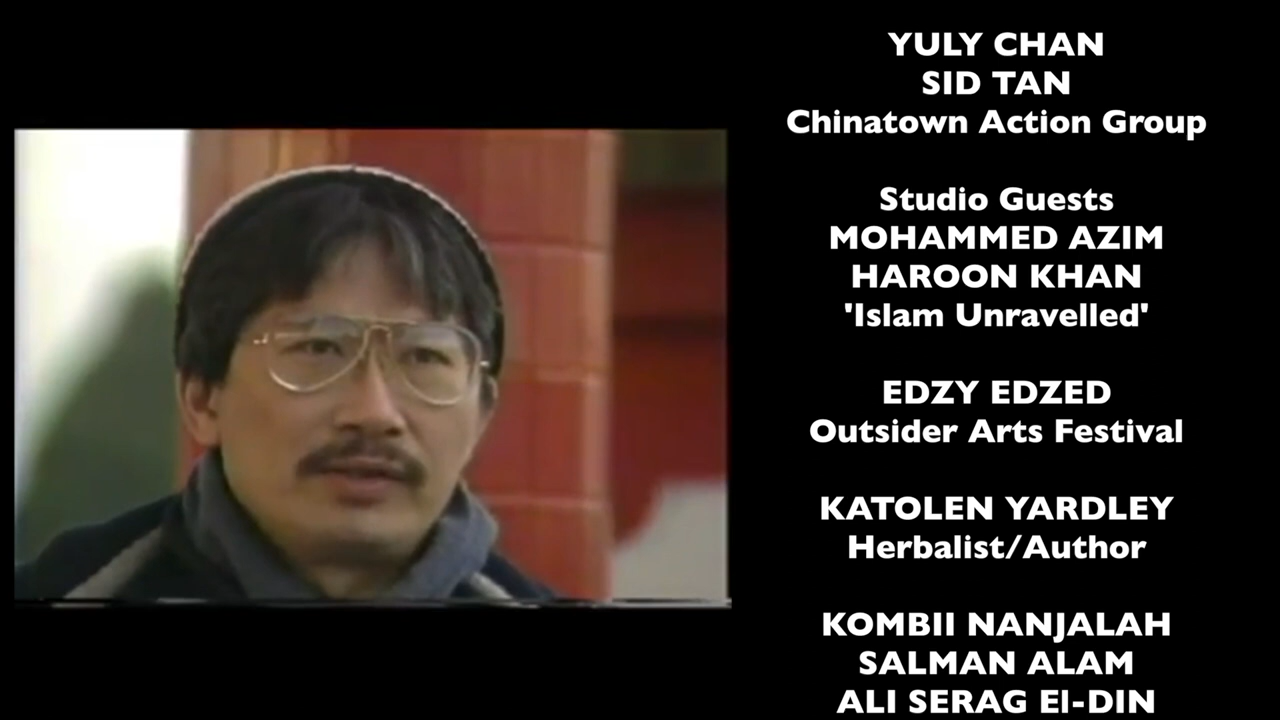 YULY CHAN
SID TAN
Chinatown Action Group
Studio Guests
MOHAMMED AZIM
HAROON KHAN
'Islam Unravelled'
EDZY EDZED
Outsider Arts Festival
KATOLEN YARDLEY
Herbalist/Author
KOMBII NANJALAH
SALMAN ALAM
ALI SERAG El-DIN